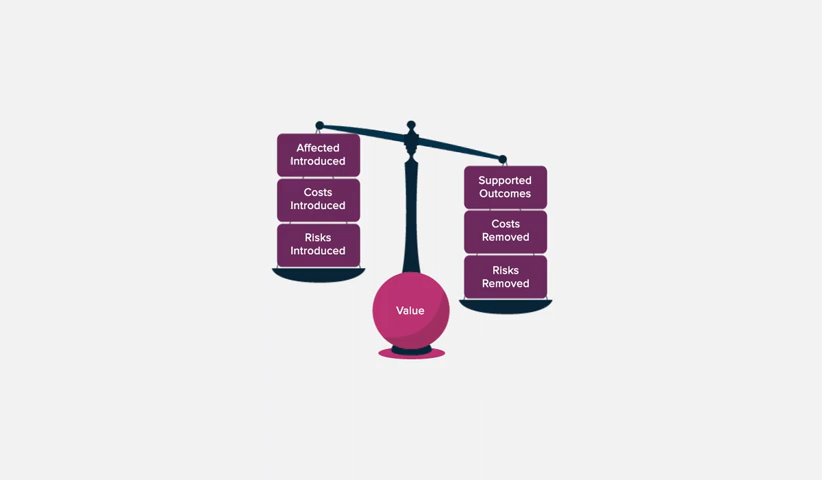 Affected
Introduced
Costs
Introduced
Risks
Introduced
Supported
Outcomes
Costs
Removed
Risks
Removed
Value